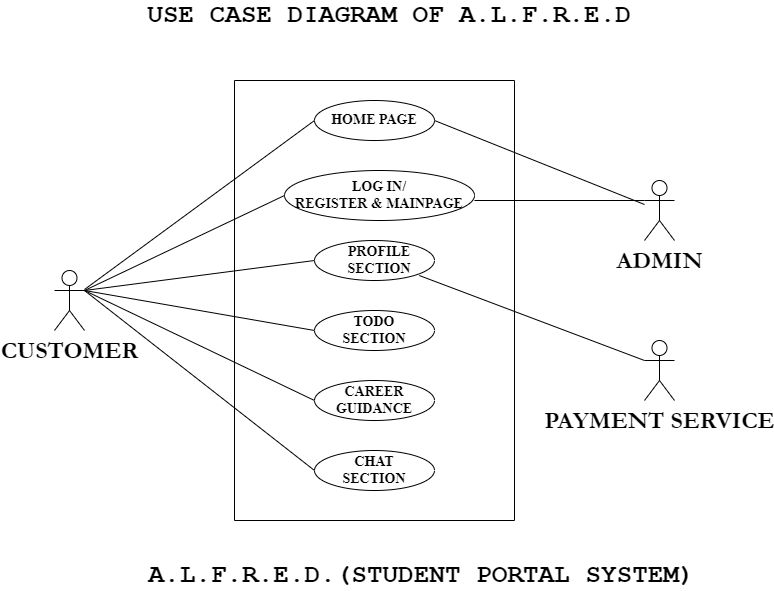 USE CASE DIAGRAM OF A.L.F.R.E.D
HOME PAGE
LOG IN/
REGISTER & MAINPAGE
PROFILE
SECTION
ADMIN
TODO
SECTION
CUSTOMER
CAREER
GUIDANCE
PAYMENT SERVICE
CHAT
SECTION
A.L.F.R.E.D.(STUDENT PORTAL SYSTEM)